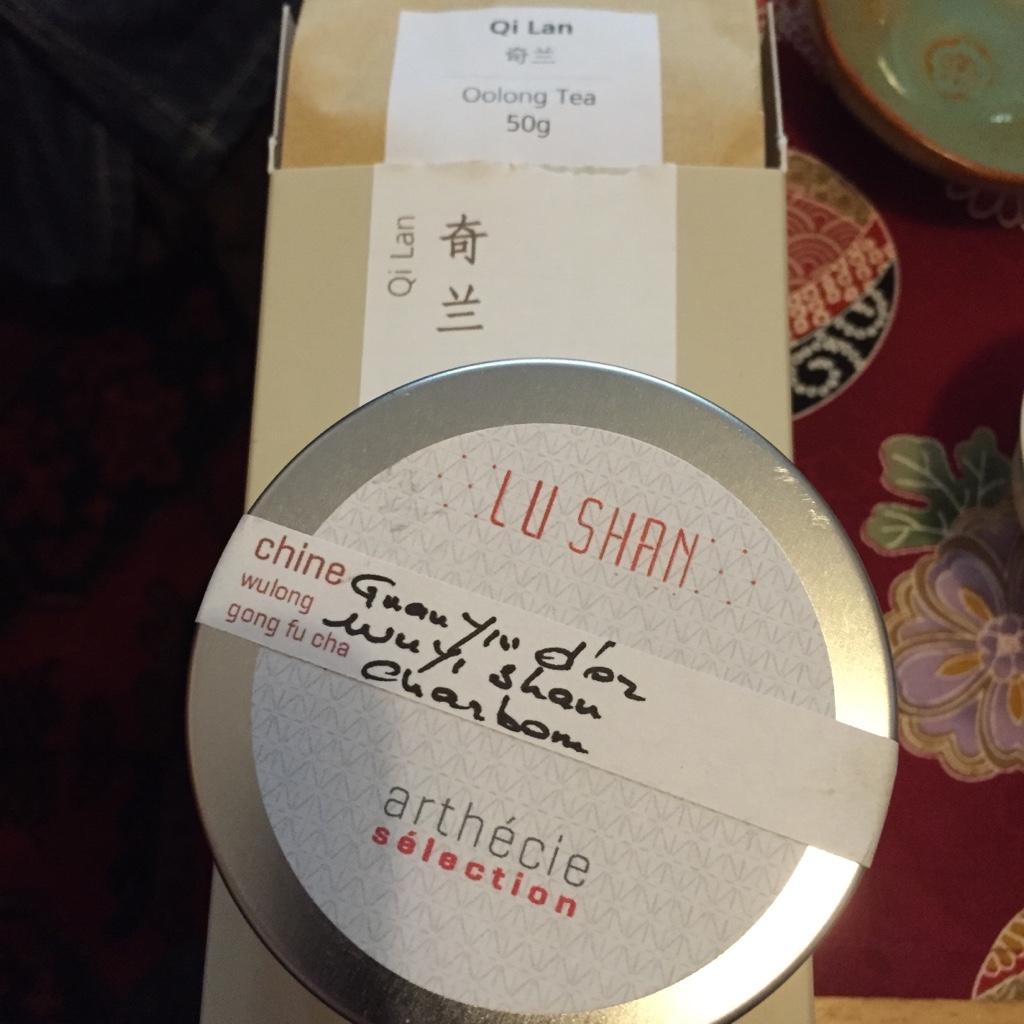 Qi Lan
奇兰
Oolong Tea
50g
Qi Lan
奇兰
LU SHAN
chine
wulong
gong fu cha
Guan Yin d'or
Wuyi shan
Charbon
arthécie
sélection